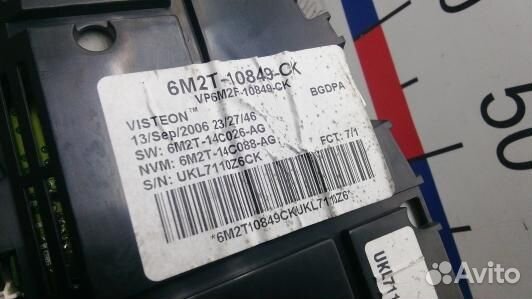 6M2T-10849-CK
VP6M2F-10849-CK
VISTEON™
BGDPA
13/Sep/2006 23/27/46
SW: 6M2T-14C026-AG
NVM: 6M2T-14C088-AG
S/N: UKL7110Z6CK
FCT: 7/1
*6M2T10849CKUKL7110Z6*
UKL711
Avito